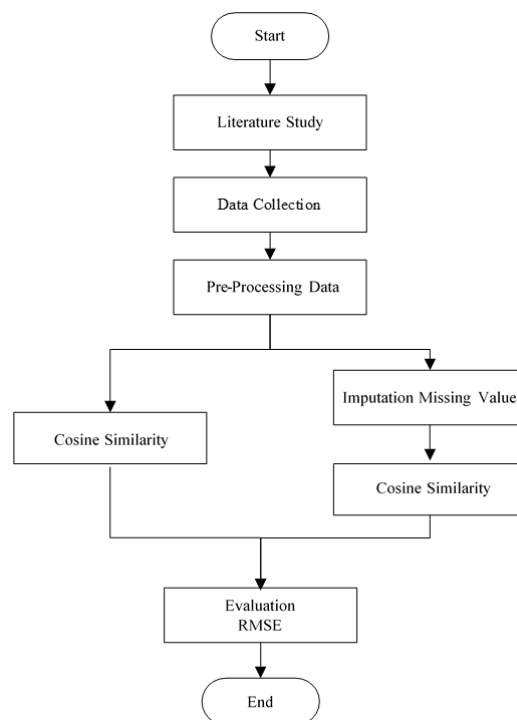 Start
Literature Study
Data Collection
Pre-Processing Data
Imputation Missing Value
Cosine Similarity
Cosine Similarity
Evaluation
RMSE
End